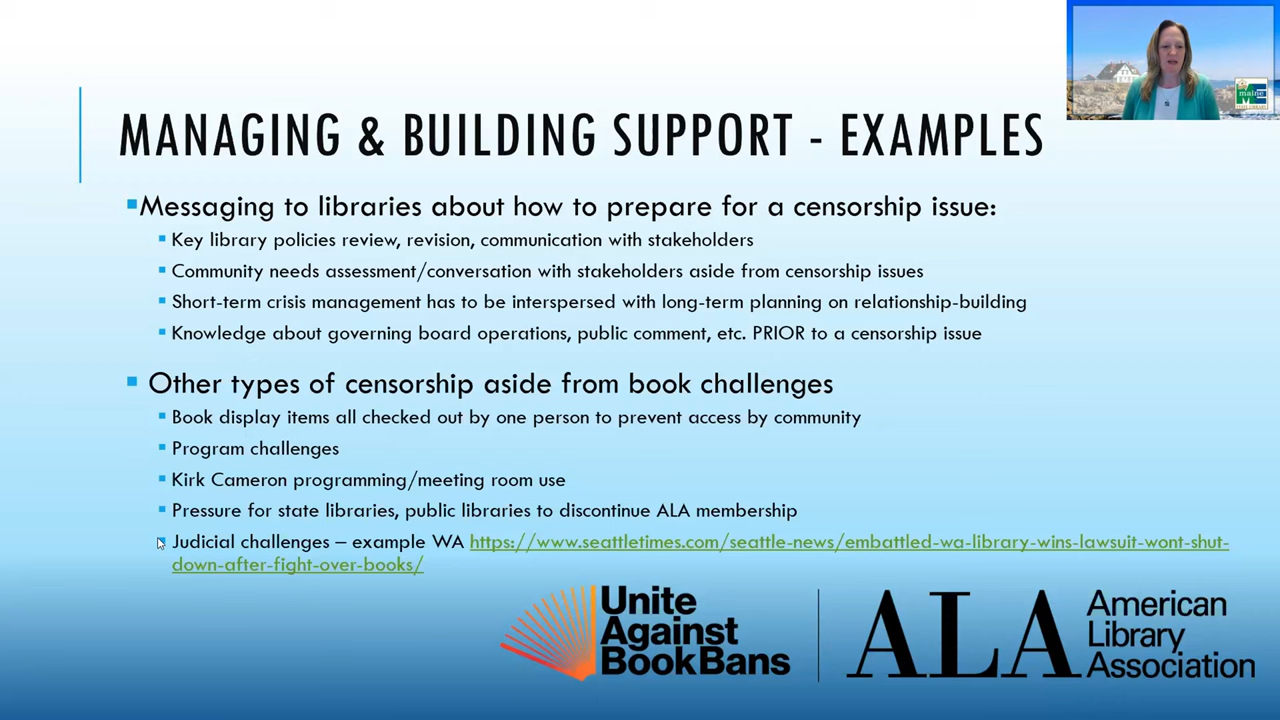 MANAGING & BUILDING SUPPORT - EXAMPLES
Messaging to libraries about how to prepare for a censorship issue:
Key library policies review, revision, communication with stakeholders
Community needs assessment/conversation with stakeholders aside from censorship issues
Short-term crisis management has to be interspersed with long-term planning on relationship-building
Knowledge about governing board operations, public comment, etc. PRIOR to a censorship issue
Other types of censorship aside from book challenges
Book display items all checked out by one person to prevent access by community
Program challenges
Kirk Cameron programming/meeting room use
Pressure for state libraries, public libraries to discontinue ALA membership
Judicial challenges – example WA https://www.seattletimes.com/seattle-news/embattled-wa-library-wins-lawsuit-wont-shut-
down-after-fight-over-books/
Unite
Against
Book Bans
ALA
American
Library
Association
maine